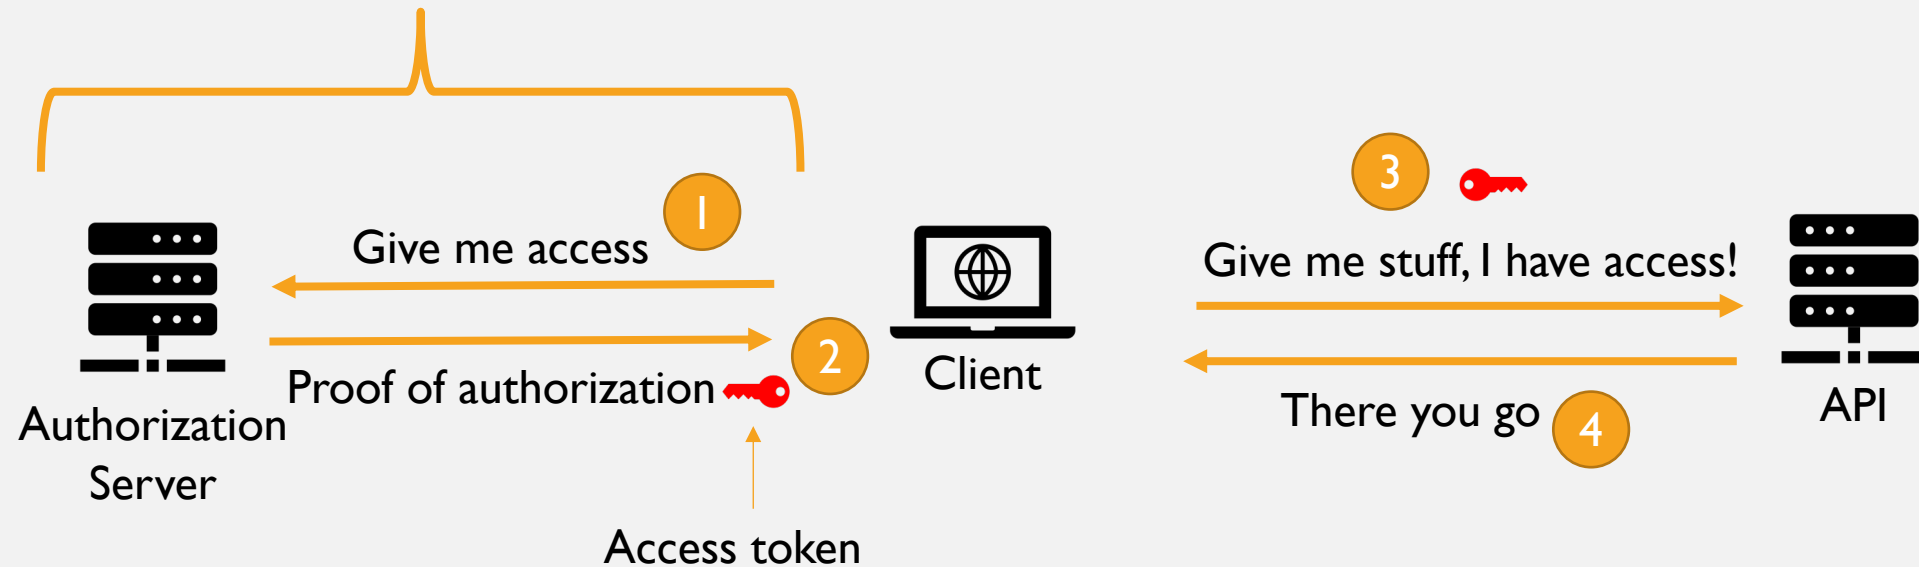 1
Give me access
Proof of authorization
2
Authorization
Server
Access token
Client
3
Give me stuff, I have access!
There you go
4
API